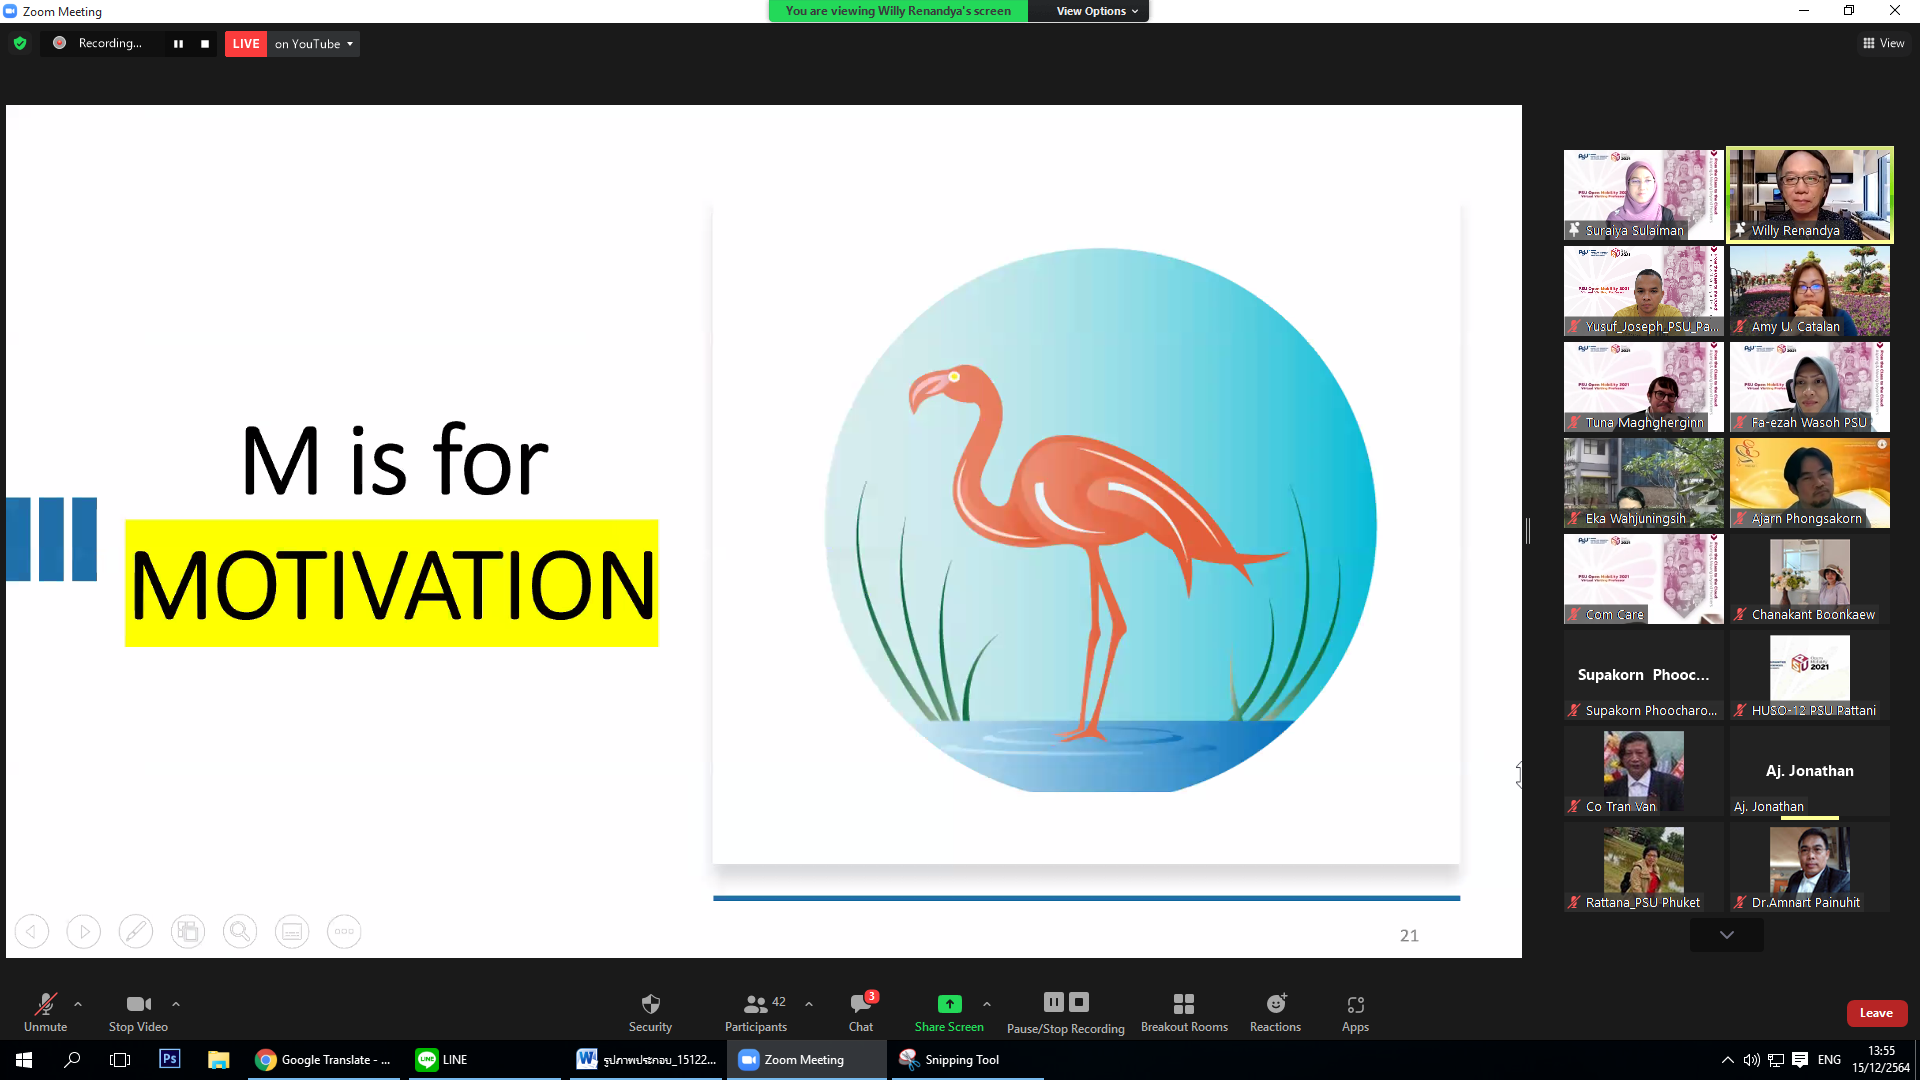 Zoom Meeting
You are viewing Willy Renandya's screen
View Options
Recording...
LIVE
on YouTube
View
M is for
MOTIVATION
21
Suraiya Sulaiman
Willy Renandya
Yusuf_Joseph_PSU_Pa...
Amy U. Catalan
Tuna Maghgherginn
Fa-ezah Wasoh PSU
Eka Wahjuningsih
Ajarn Phongsakorn
Com Care
Chanakant Boonkaew
Supakorn Phooc...
Supakorn Phoocharo...
2021
HUSO-12 PSU Pattani
Co Tran Van
Aj. Jonathan
Aj. Jonathan
Rattana_PSU Phuket
Dr.Amnart Painuhit
Unmute
Stop Video
Security
42
Participants
3
Chat
Share Screen
Pause/Stop Recording
Breakout Rooms
Reactions
Apps
Leave
Ps
Google Translate - ...
LINE
รูปภาพประกอบ_15122...
Zoom Meeting
Snipping Tool
ENG
13:55
15/12/2564